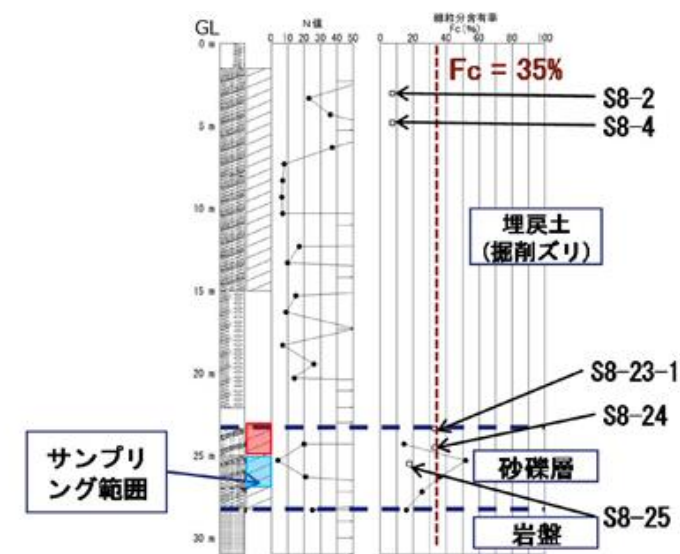 GL
N値
0 10 20 30 40 50
細粒分含有率
Fc(%)
0 20 40 60 80 100
0 m
Fc = 35%
S8-2
S8-4
5 m
埋戻土
(掘削ズリ)
10 m
15 m
20 m
S8-23-1
S8-24
サンプリ
ング範囲
25 m
砂礫層
S8-25
岩盤
30 m